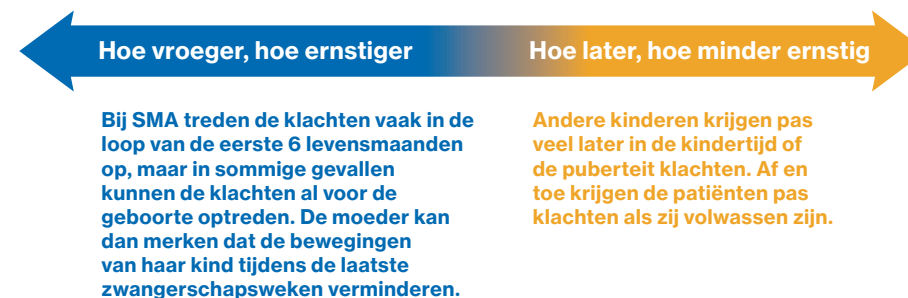 Hoe vroeger, hoe ernstiger
Hoe later, hoe minder ernstig
Bij SMA treden de klachten vaak in de
loop van de eerste 6 levensmaanden
op, maar in sommige gevallen
kunnen de klachten al voor de
geboorte optreden. De moeder kan
dan merken dat de bewegingen
van haar kind tijdens de laatste
zwangerschapsweken verminderen.
Andere kinderen krijgen pas
veel later in de kindertijd of
de puberteit klachten. Af en
toe krijgen de patiënten pas
klachten als zij volwassen zijn.